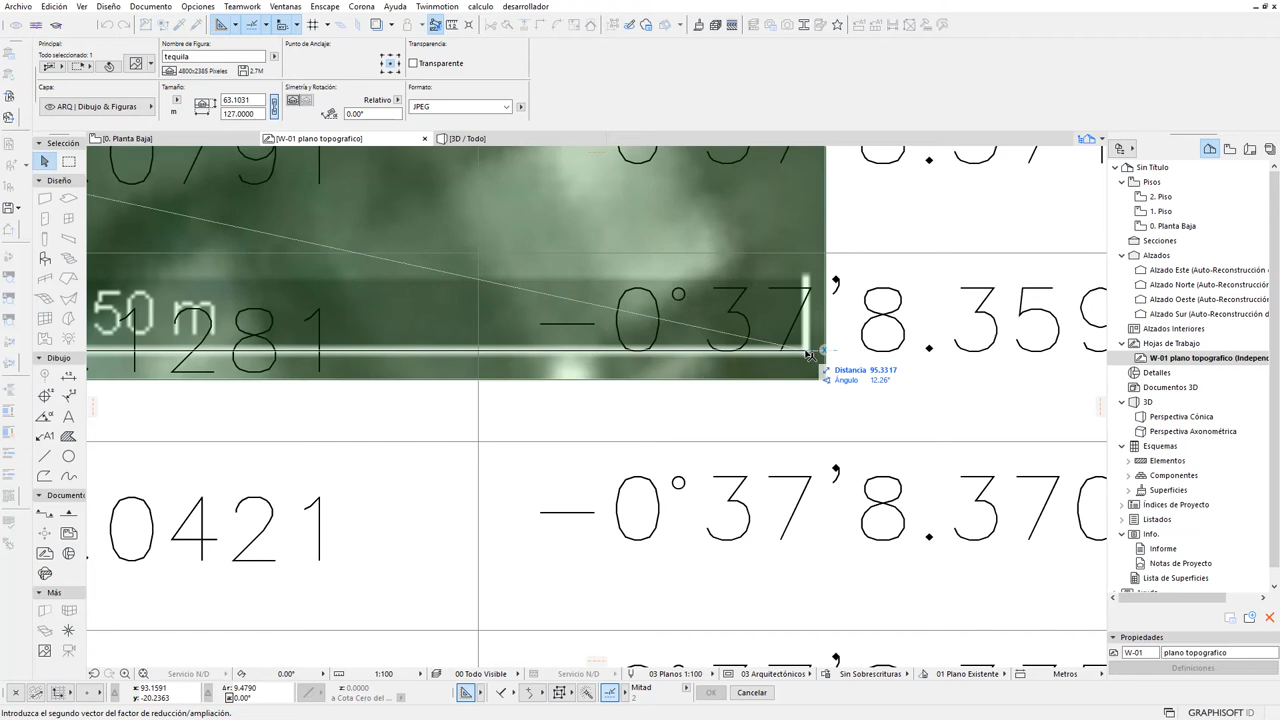 Archivo Edición Ver Diseño Documento Opciones Teamwork Ventanas Enscape Corona Ayuda Twinmotion calculo desarrollador
Principal:
Todo seleccionado: 1
Nombre de Figura:
tequila
4800x2385 Pixeles 2.7M
Punto de Anclaje:
Transparencia:
Transparente
Capa:
ARQ | Dibujo & Figuras
Tamaño:
m
63.1031
127.0000
Simetría y Rotación:
Relativo
0.00°
Formato:
JPEG
[0. Planta Baja]
[W-01 plano topografico]
[3D / Todo]
Selección
Diseño
Dibujo
Documento
Más
50 m
1281
0421
–0°37’8.359
–0°37’8.370
Distancia 95.3317
Ángulo 12.26°
Sin Título
Pisos
2. Piso
1. Piso
0. Planta Baja
Secciones
Alzados
Alzado Este (Auto-Reconstrucción
Alzado Norte (Auto-Reconstrucción
Alzado Oeste (Auto-Reconstrucción
Alzado Sur (Auto-Reconstrucción d
Alzados Interiores
Hojas de Trabajo
W-01 plano topografico (Indepen
Detalles
Documentos 3D
3D
Perspectiva Cónica
Perspectiva Axonométrica
Esquemas
Elementos
Componentes
Superficies
Indices de Proyecto
Listados
Info.
Informe
Notas de Proyecto
Lista de Superficies
Propiedades
W-01 plano topografico
Definiciones
Servicio N/D 0.00° 1:100 00 Todo Visible Servicio N/D 03 Planos 1:100 03 Arquitectónicos Sin Sobrescrituras 01 Plano Existente Metros
x: 93.1591
y: -20.2363
Δr: 9.4790
0.00°
z: 0.0000
a Cota Cero del ...
Mitad
2
OK
Cancelar
Introduzca el segundo vector del factor de reducción/ampliación.
GRAPHISOFT ID